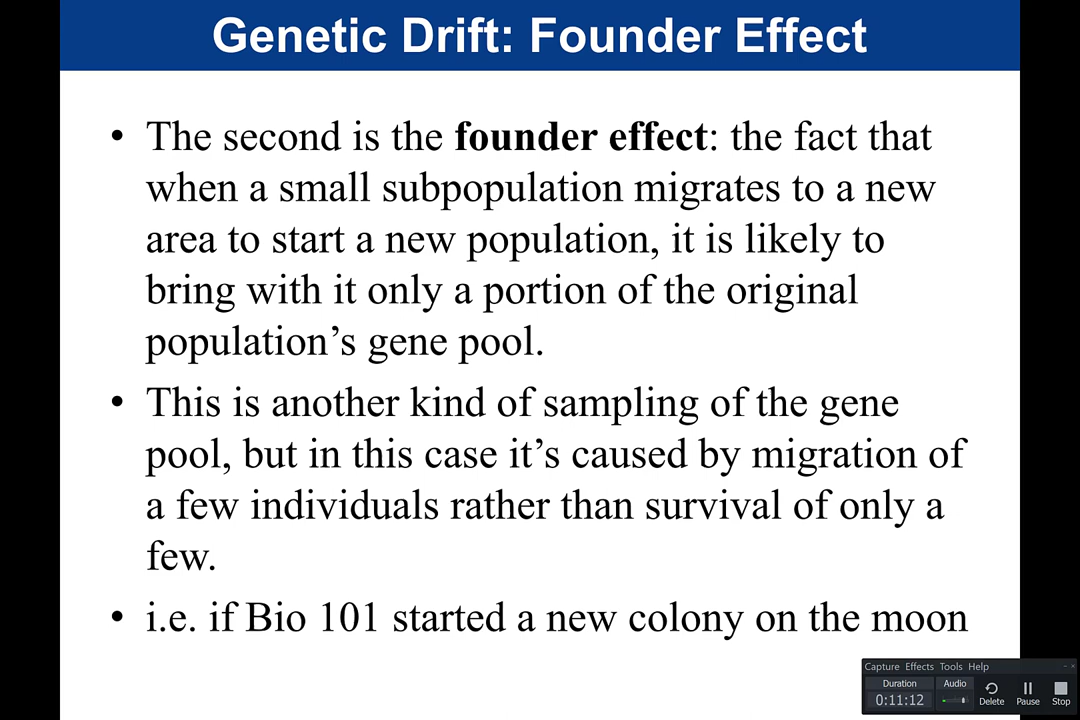 Genetic Drift: Founder Effect
• The second is the founder effect: the fact that
when a small subpopulation migrates to a new
area to start a new population, it is likely to
bring with it only a portion of the original
population’s gene pool.
• This is another kind of sampling of the gene
pool, but in this case it’s caused by migration of
a few individuals rather than survival of only a
few.
• i.e. if Bio 101 started a new colony on the moon
Capture Effects Tools Help
Duration Audio
0:11:12 Delete Pause Stop